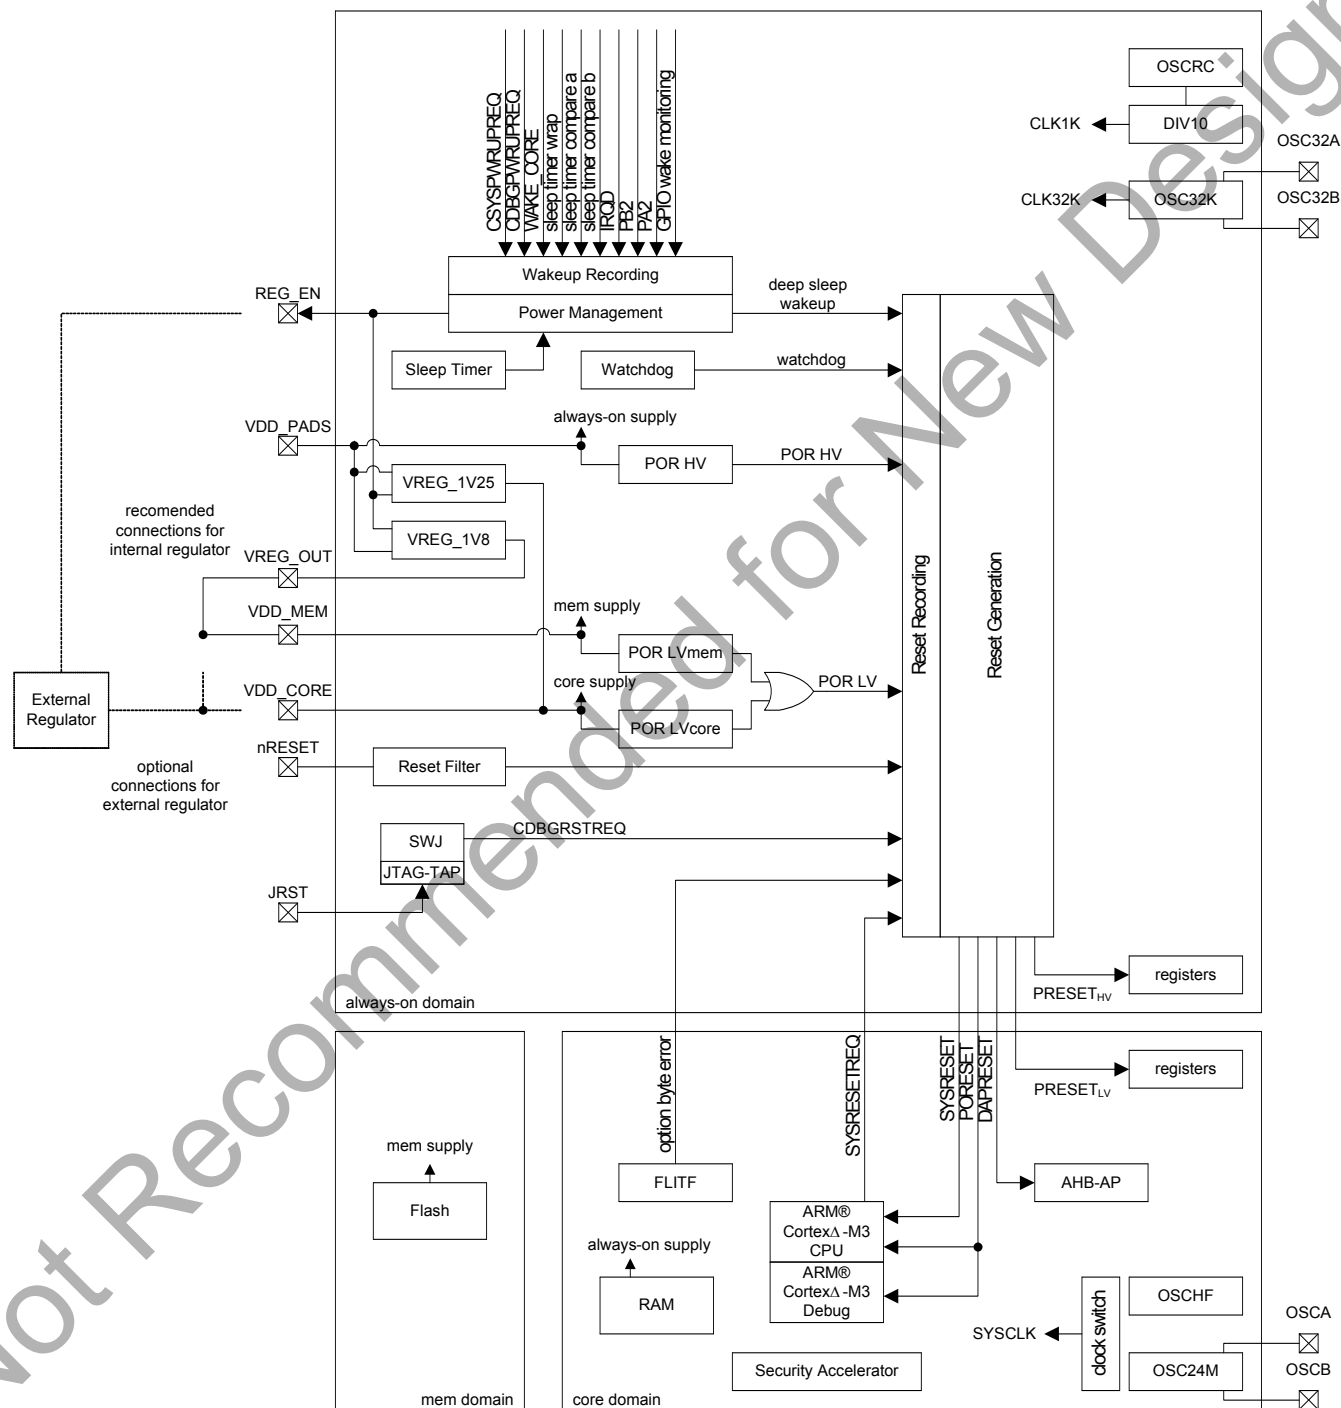 CSYSPWRUPREQ
CDBGPWRUPREQ
WAKE_CORE
sleep timer wrap
sleep timer compare a
sleep timer compare b
IRQD
PB2
PA2
GPIO wake monitoring
OSCRC
CLK1K
DIV10
OSC32A
CLK32K
OSC32K
OSC32B
Wakeup Recording
REG_EN
Power Management
deep sleep
wakeup
Sleep Timer
Watchdog
watchdog
always-on supply
VDD_PADS
POR HV
POR HV
VREG_1V25
recomended
connections for
internal regulator
VREG_1V8
VREG_OUT
VDD_MEM
mem supply
POR LVmem
Reset Recording
Reset Generation
External
Regulator
VDD_CORE
core supply
POR LV
POR LVcore
nRESET
Reset Filter
optional
connections for
external regulator
SWJ
JTAG-TAP
CDBGRSTREQ
JRST
registers
PRESETHV
always-on domain
option byte error
SYSRESETREQ
SYSRESET
PORESET
DAPRESET
registers
PRESETLV
mem supply
Flash
FLITF
AHB-AP
ARM®
Cortex∆ -M3
CPU
ARM®
Cortex∆ -M3
Debug
always-on supply
RAM
SYSCLK
clock switch
OSCHF
OSCA
OSC24M
OSCB
Security Accelerator
mem domain
core domain
Not Recommended for New Design